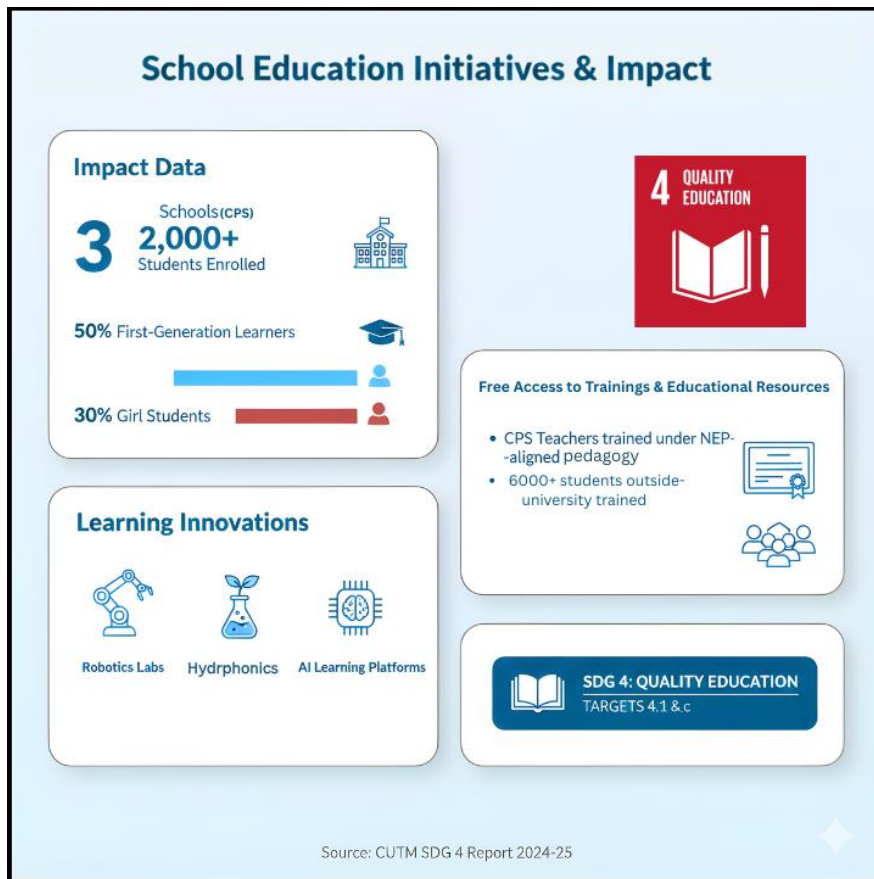 School Education Initiatives & Impact
Impact Data
3
Schools(CPS)
2,000+
Students Enrolled
50% First-Generation Learners
30% Girl Students
4 QUALITY
EDUCATION
Free Access to Trainings & Educational Resources
• CPS Teachers trained under NEP-
-aligned pedagogy
• 6000+ students outside-
university trained
Learning Innovations
Robotics Labs
Hydrphonics
AI Learning Platforms
SDG 4: QUALITY EDUCATION
TARGETS 4.1 &.c
Source: CUTM SDG 4 Report 2024-25